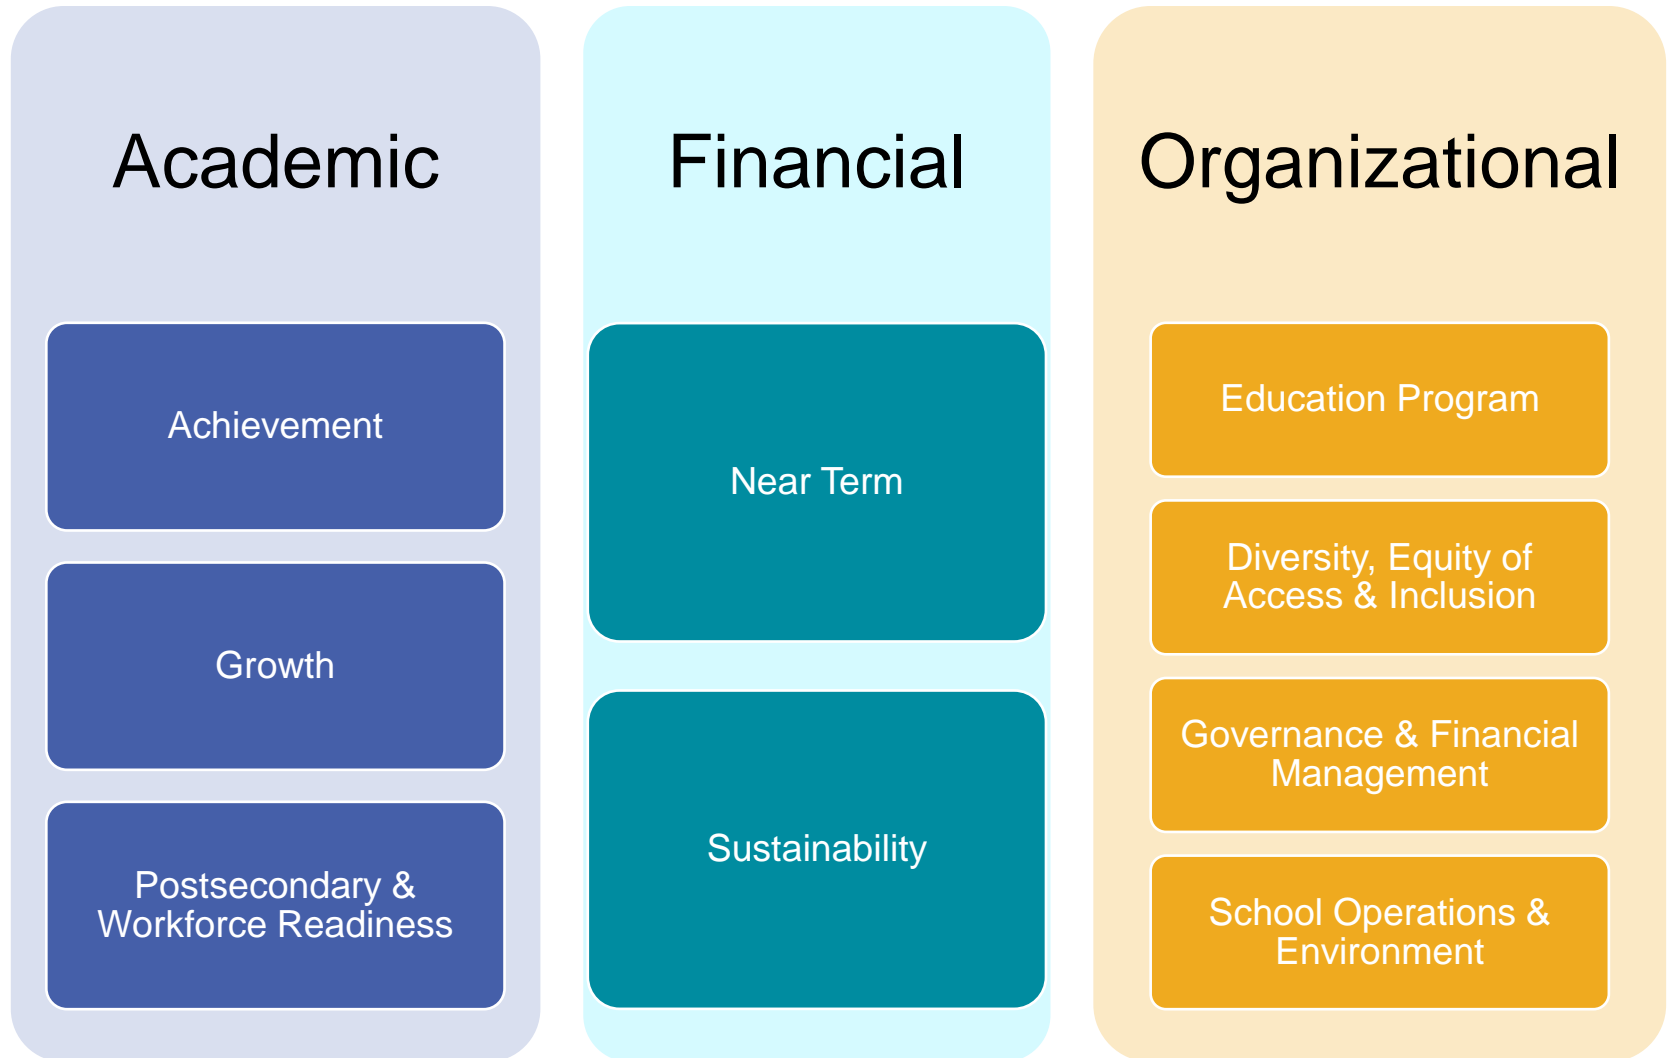 Academic
Achievement
Growth
Postsecondary &
Workforce Readiness
Financial
Near Term
Sustainability
Organizational
Education Program
Diversity, Equity of
Access & Inclusion
Governance & Financial
Management
School Operations &
Environment